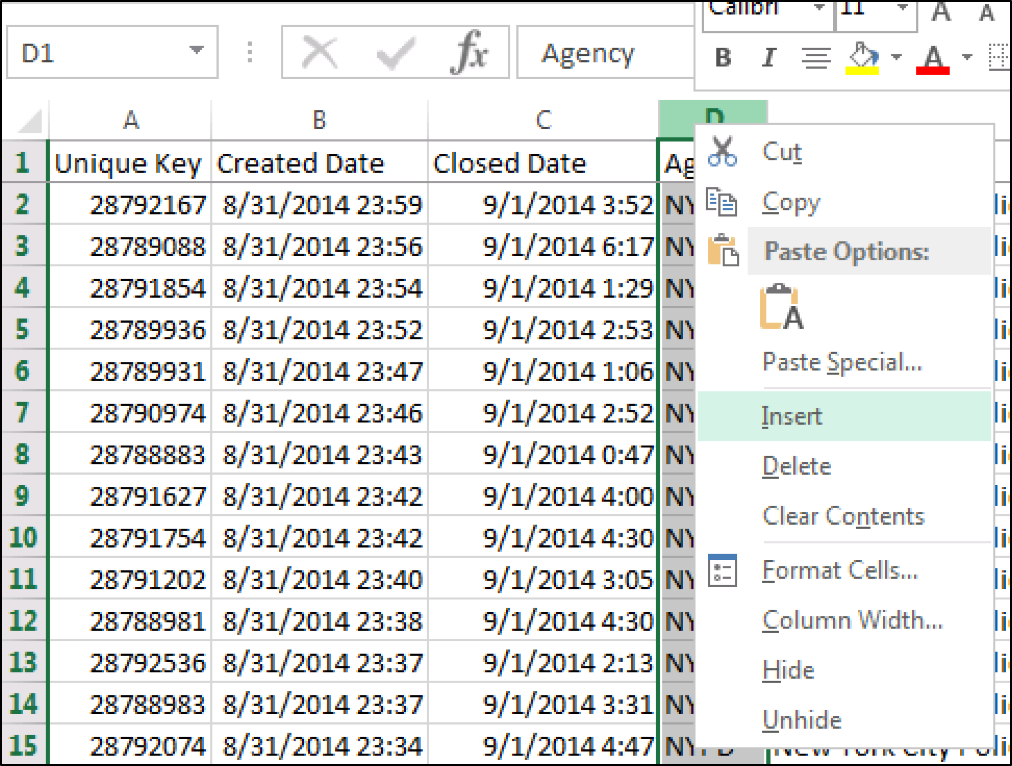 Calibri 11 A A
D1 fx Agency B I A
A B C D
1 Unique Key Created Date Closed Date Ag Cut
2 28792167 8/31/2014 23:59 9/1/2014 3:52 NY Copy
3 28789088 8/31/2014 23:56 9/1/2014 6:17 NY Paste Options:
4 28791854 8/31/2014 23:54 9/1/2014 1:29 NY A
5 28789936 8/31/2014 23:52 9/1/2014 2:53 NY
6 28789931 8/31/2014 23:47 9/1/2014 1:06 NY Paste Special...
7 28790974 8/31/2014 23:46 9/1/2014 2:52 NY Insert
8 28788883 8/31/2014 23:43 9/1/2014 0:47 NY Delete
9 28791627 8/31/2014 23:42 9/1/2014 4:00 NY Clear Contents
10 28791754 8/31/2014 23:42 9/1/2014 4:30 NY
11 28791202 8/31/2014 23:40 9/1/2014 3:05 NY Format Cells...
12 28788981 8/31/2014 23:38 9/1/2014 4:30 NY Column Width...
13 28792536 8/31/2014 23:37 9/1/2014 2:13 NY Hide
14 28788983 8/31/2014 23:37 9/1/2014 3:31 NY Unhide
15 28792074 8/31/2014 23:34 9/1/2014 4:47 NYPD New York City Poli